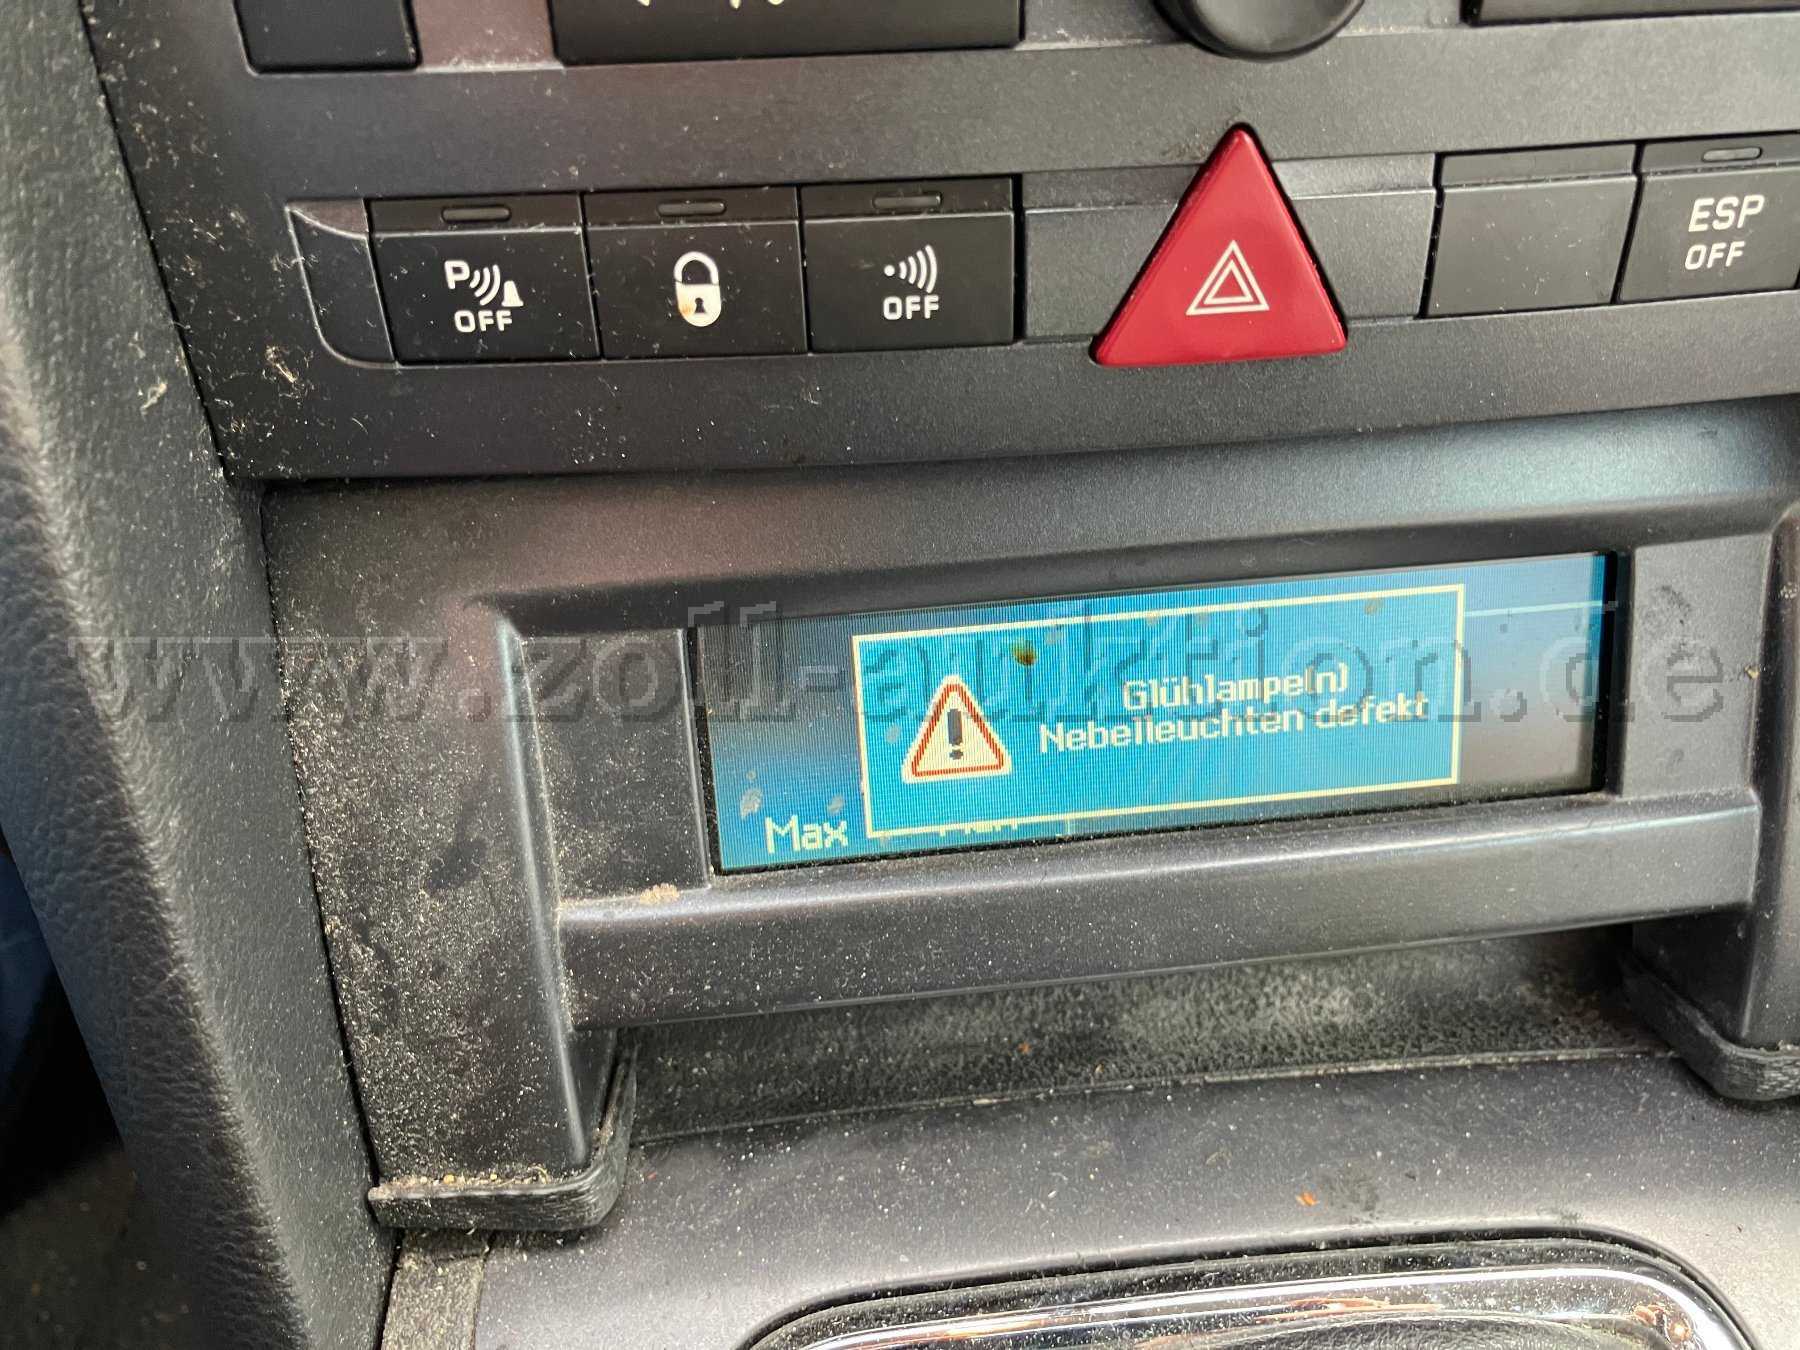 P
OFF
OFF
ESP
OFF
www.zoll-auktion.de
Glühlampe(n)
Nebelleuchten defekt
Max